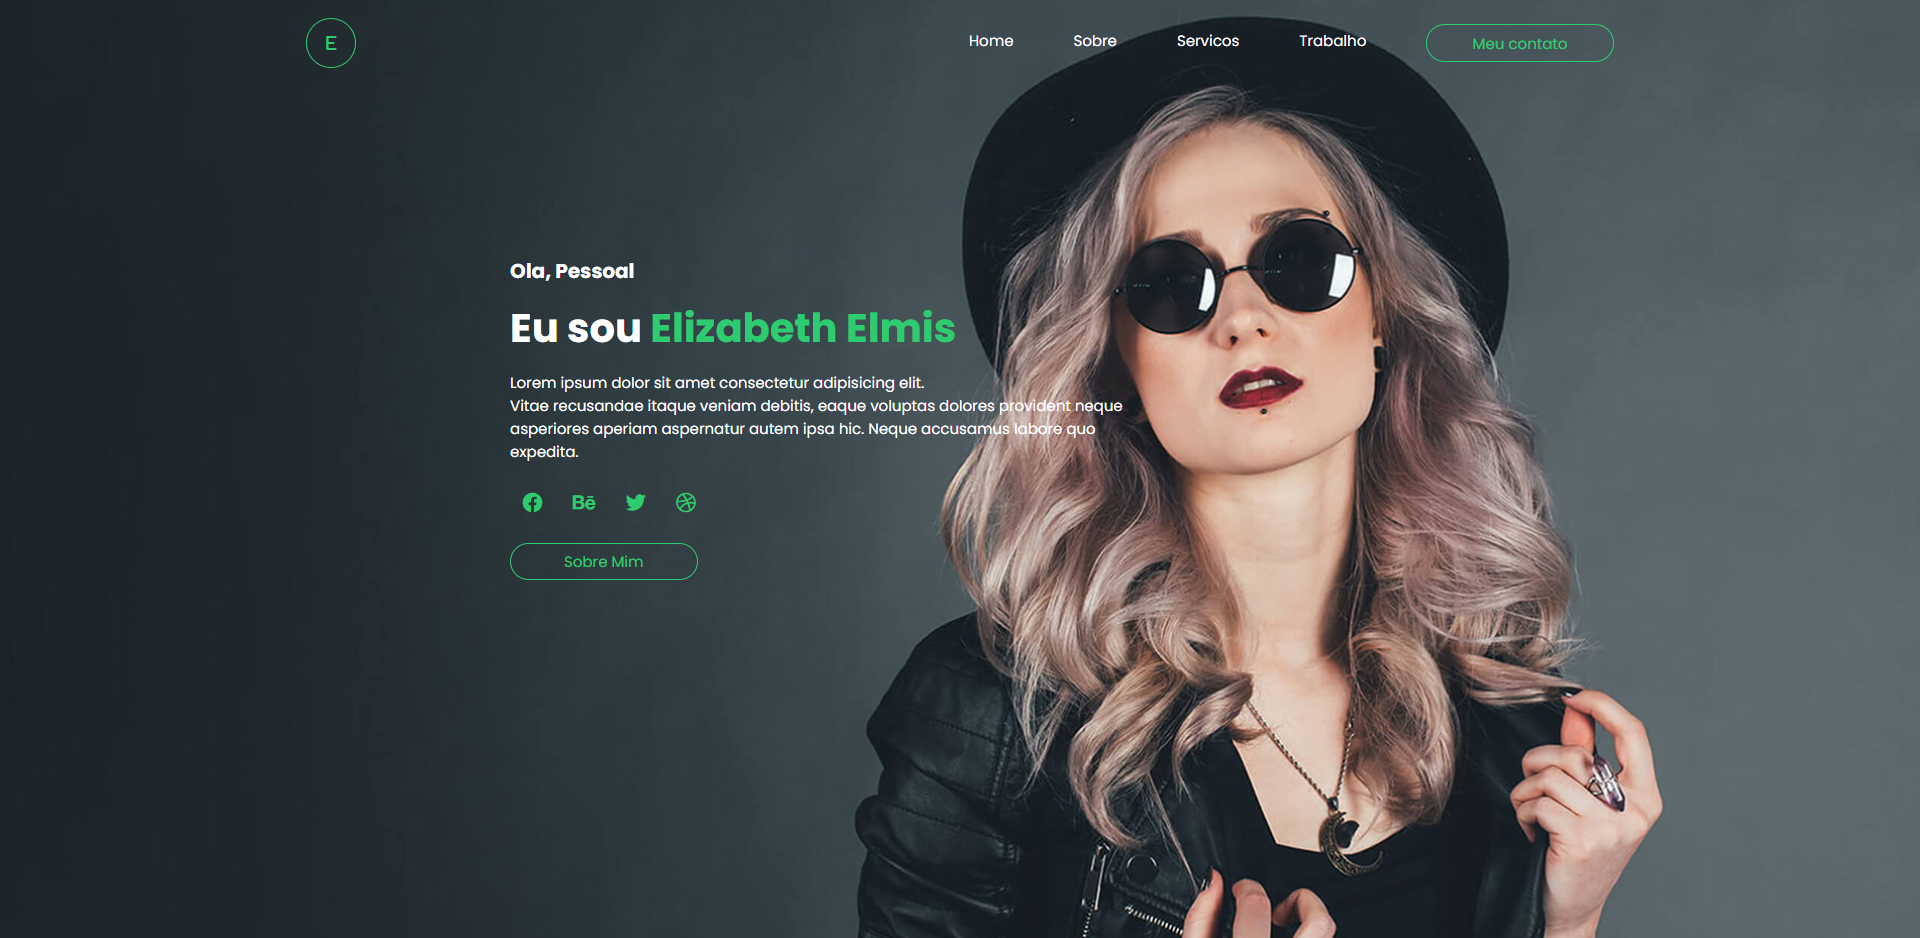 E
Home
Sobre
Servicos
Trabalho
Meu contato
Ola, Pessoal
Eu sou Elizabeth Elmis
Lorem ipsum dolor sit amet consectetur adipisicing elit.
Vitae recusandae itaque veniam debitis, eaque voluptas dolores provident neque
asperiores aperiam aspernatur autem ipsa hic. Neque accusamus labore quo
expedita.
Bē
Sobre Mim